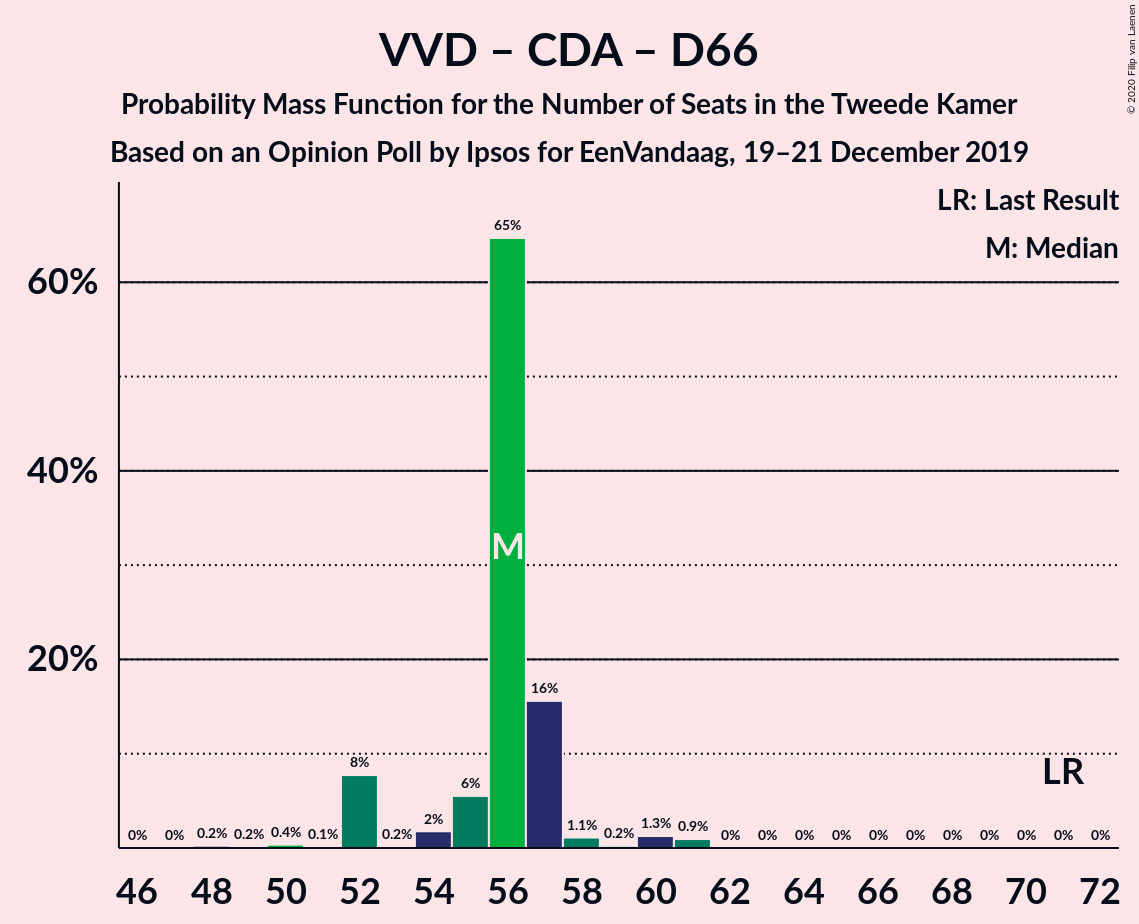 VVD – CDA – D66
Probability Mass Function for the Number of Seats in the Tweede Kamer
Based on an Opinion Poll by Ipsos for EenVandaag, 19–21 December 2019
© 2020 Filip van Laenen
LR: Last Result
M: Median
60%
40%
20%
0% 0% 0.2% 0.2% 0.4% 0.1% 8% 0.2% 2% 6% 65% 16% 1.1% 0.2% 1.3% 0.9% 0% 0% 0% 0% 0% 0% 0% 0% 0% 0% 0%
M
LR
46 48 50 52 54 56 58 60 62 64 66 68 70 72